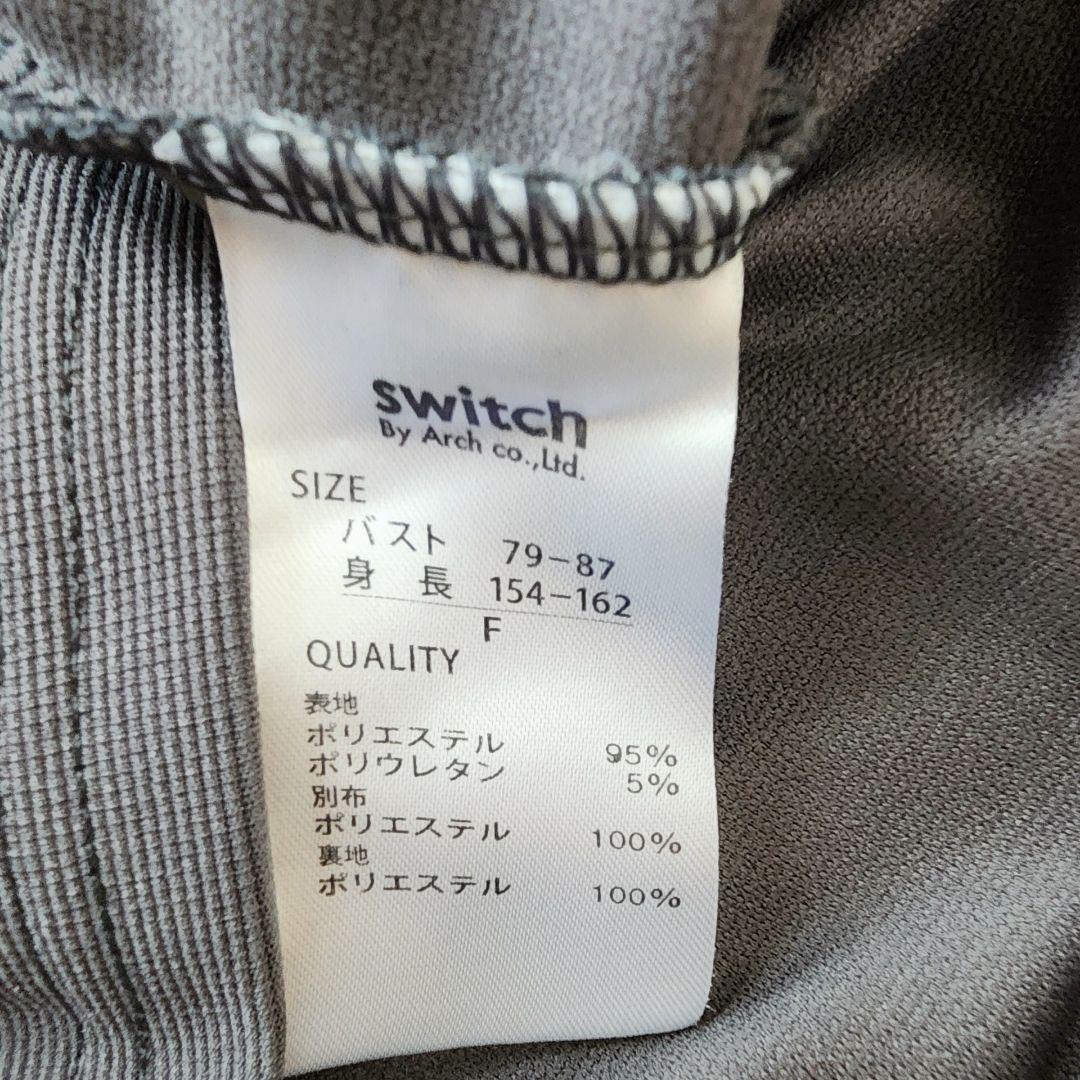 switch
By Arch co.,Ltd.
SIZE
バスト 79-87
身 長 154-162
F
QUALITY
表地
ポリエステル 95%
ポリウレタン 5%
別布
ポリエステル 100%
裏地
ポリエステル 100%